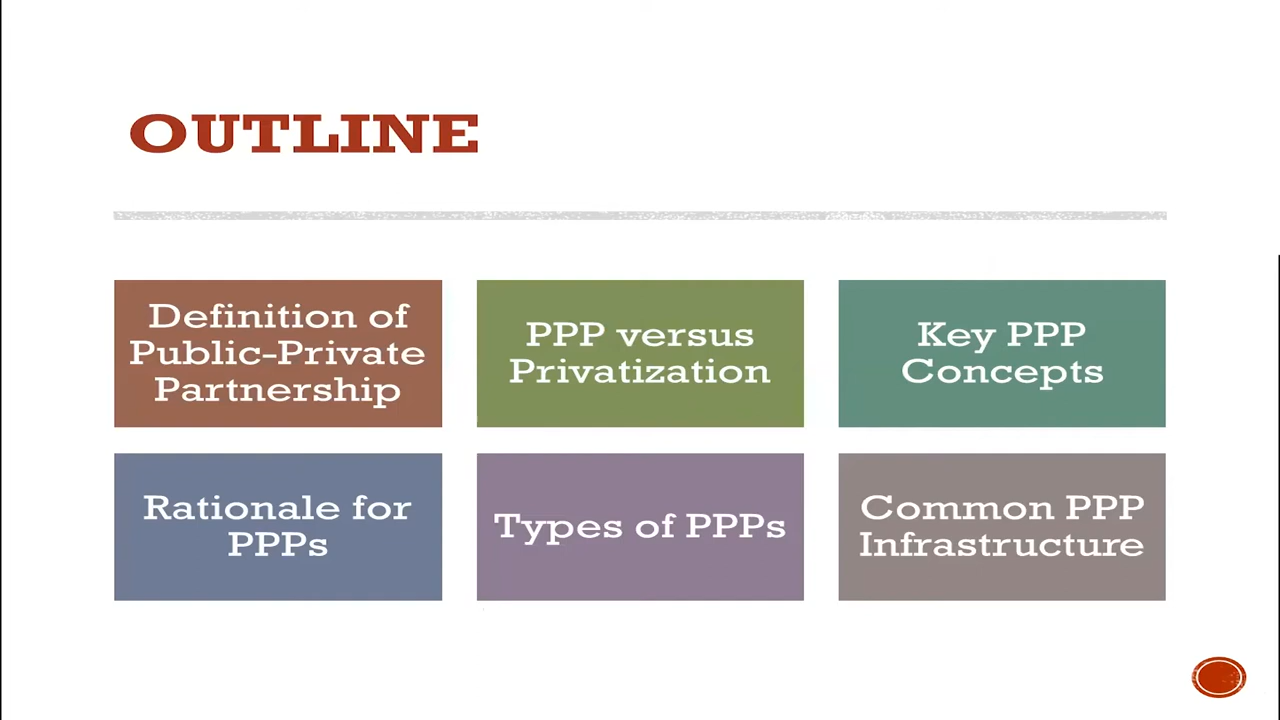 OUTLINE
Definition of
Public-Private
Partnership
PPP versus
Privatization
Key PPP
Concepts
Rationale for
PPPs
Types of PPPs
Common PPP
Infrastructure